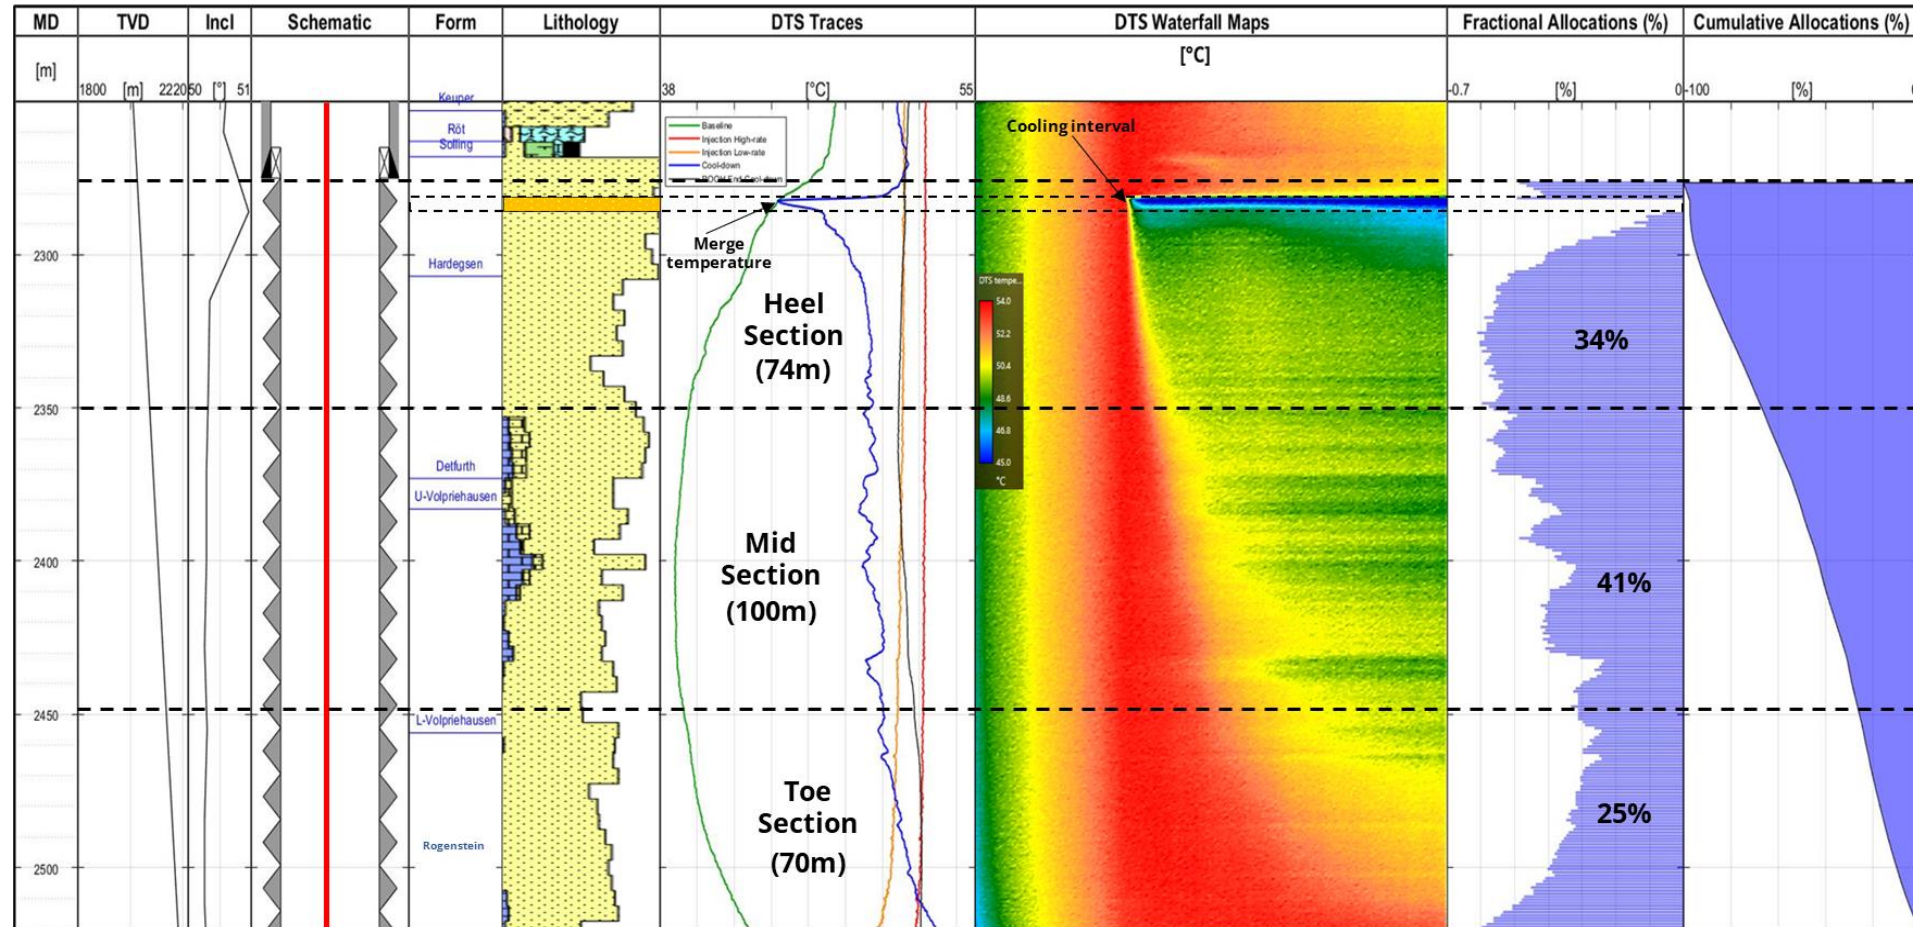 MD TVD Incl Schematic Form Lithology DTS Traces DTS Waterfall Maps Fractional Allocations (%) Cumulative Allocations (%)
[m] 1800 [m] 2220 50 [°] 51 38 [°C] 55 [°C] -0.7 [%] 0 -100 [%]
Keuper
Röt
Solling
Baseline
Injection High-rate
Injection Low-rate
Cool-down
Cooling interval
Merge
temperature
2300
Hardegsen
DTS tempe...
54.0
52.2
50.4
48.6
46.8
45.0
°C
Heel
Section
(74m)
34%
2350
Detfurth
U-Volpriehausen
2400
Mid
Section
(100m)
41%
2450
L-Volpriehausen
Toe
Section
(70m)
25%
Rogenstein
2500